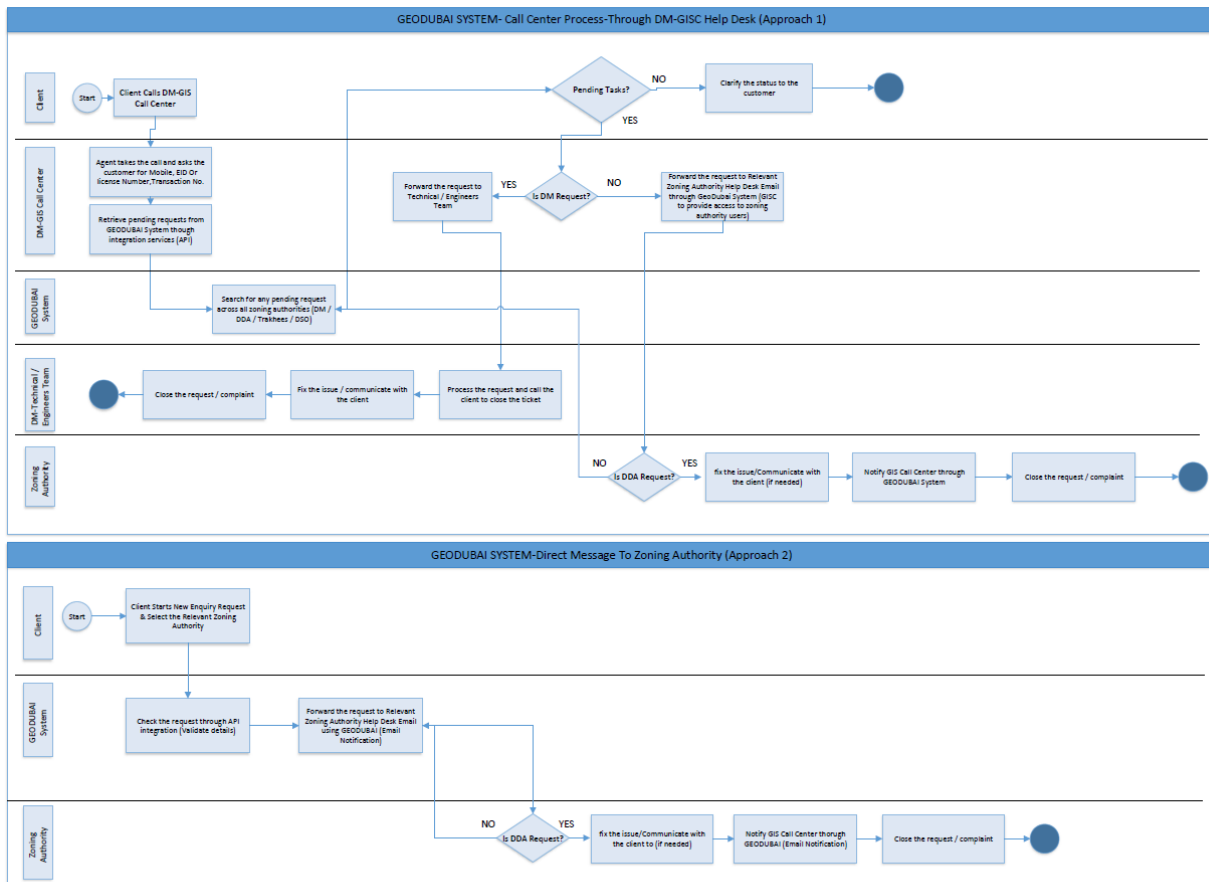 GEODUBAI SYSTEM- Call Center Process-Through DM-GISC Help Desk (Approach 1)
Client
Start
Client Calls DM-GIS
Call Center
Pending Tasks?
NO
YES
Clarify the status to the
customer
DM-GIS Call Center
Agent takes the call and asks the
customer for Mobile, EID Or
license Number,Transaction No.
Retrieve pending requests from
GEODUBAI System though
integration services (API)
Forward the request to
Technical / Engineers
Team
YES
Is DM Request?
NO
Forward the request to Relevant
Zoning Authority Help Desk Email
through GeoDubai System (GISC
to provide access to zoning
authority users)
GEODUBAI
System
Search for any pending request
across all zoning authorities (DM /
DDA / Trakhees / DSO)
DM-Technical /
Engineers Team
Close the request / complaint
Fix the issue / communicate with
the client
Process the request and call the
client to close the ticket
Zoning
Authority
NO
Is DDA Request?
YES
fix the issue/Communicate with
the client (if needed)
Notify GIS Call Center through
GEODUBAI System
Close the request / complaint
GEODUBAI SYSTEM-Direct Message To Zoning Authority (Approach 2)
Client
Start
Client Starts New Enquiry Request
& Select the Relevant Zoning
Authority
GEODUBAI
System
Check the request through API
integration (Validate details)
Forward the request to Relevant
Zoning Authority Help Desk Email
using GEODUBAI (Email
Notification)
Zoning
Authority
NO
Is DDA Request?
YES
fix the issue/Communicate with
the client to (if needed)
Notify GIS Call Center thorugh
GEODUBAI (Email Notification)
Close the request / complaint